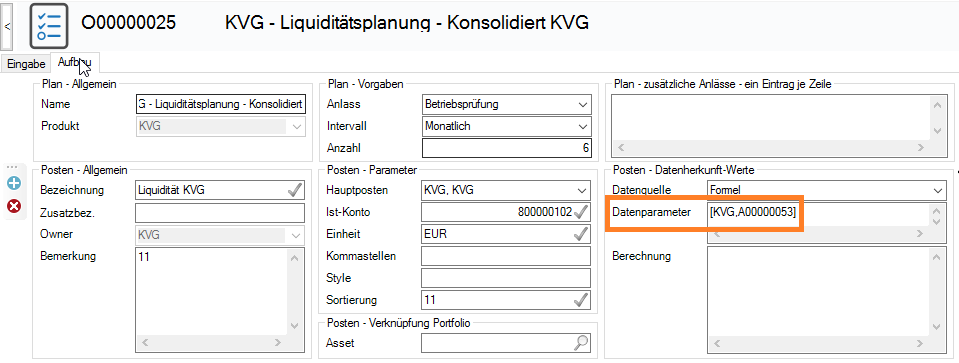 O00000025 KVG - Liquiditätsplanung - Konsolidiert KVG
Eingabe Aufbau
Plan - Allgemein
Name G - Liquiditätsplanung - Konsolidiert
Produkt KVG
Plan - Vorgaben
Anlass Betriebsprüfung
Intervall Monatlich
Anzahl 6
Plan - zusätzliche Anlässe - ein Eintrag je Zeile
Posten - Allgemein
Bezeichnung Liquidität KVG
Zusatzbez.
Owner KVG
Bemerkung 11
Posten - Parameter
Hauptposten KVG, KVG
Ist-Konto 800000102
Einheit EUR
Kommastellen
Style
Sortierung 11
Posten - Verknüpfung Portfolio
Asset
Posten - Datenherkunft-Werte
Datenquelle Formel
Datenparameter [KVG,A00000053]
Berechnung